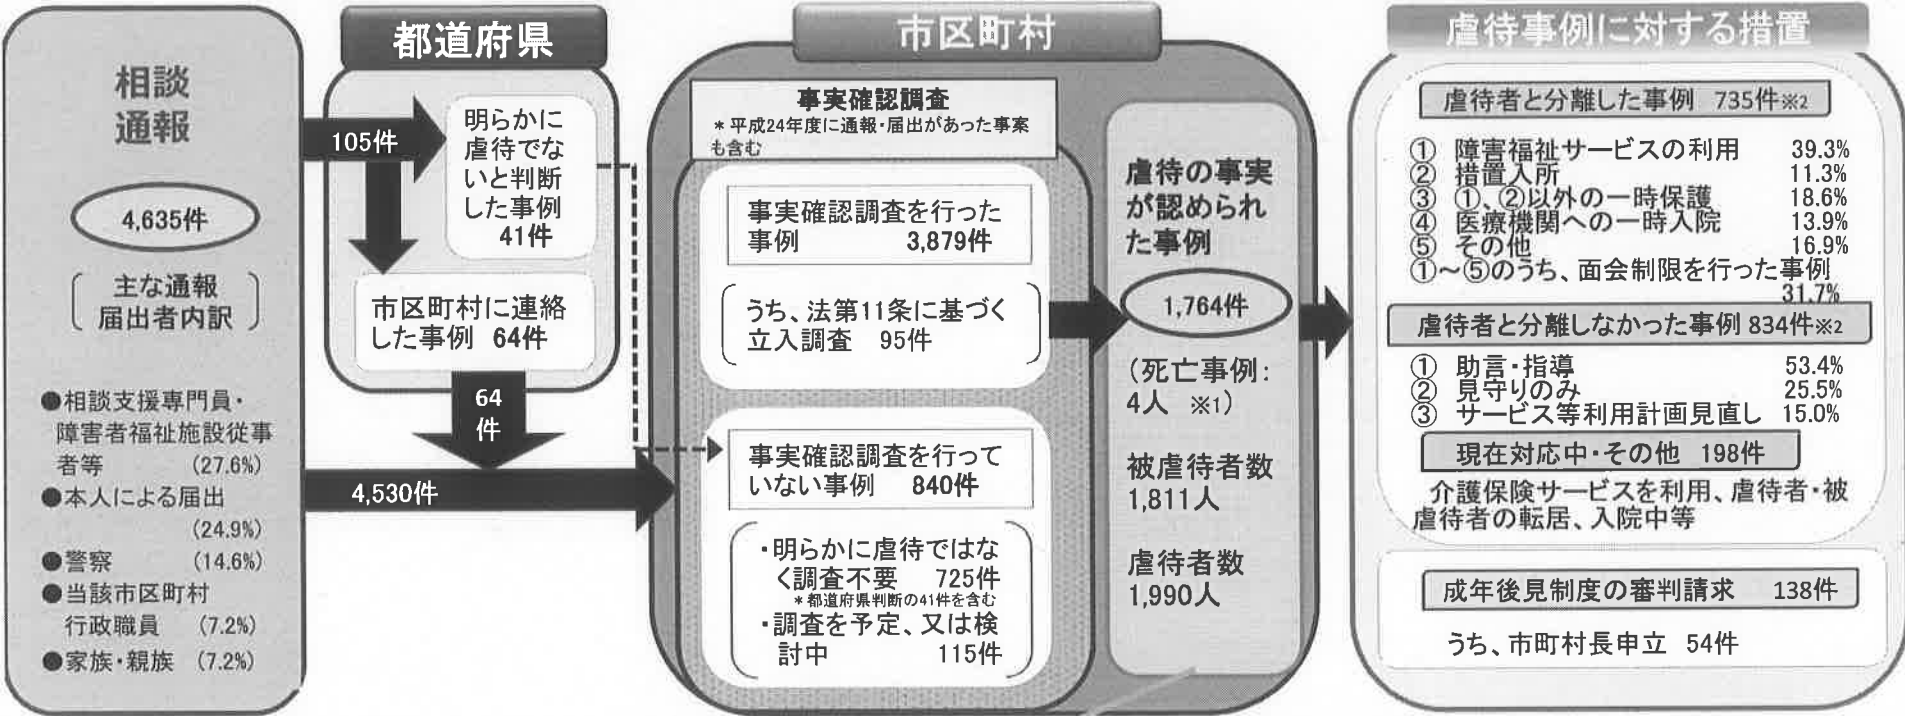 相談
通報
4,635件
主な通報
届出者内訳
●相談支援専門員・
障害者福祉施設従事
者等 (27.6%)
●本人による届出
(24.9%)
●警察 (14.6%)
●当該市区町村
行政職員 (7.2%)
●家族・親族 (7.2%)
都道府県
105件
明らかに
虐待でな
いと判断
した事例
41件
市区町村に連絡
した事例 64件
64
件
4,530件
市区町村
事実確認調査
*平成24年度に通報・届出があった事案
も含む
事実確認調査を行った
事例 3,879件
うち、法第11条に基づく
立入調査 95件
事実確認調査を行って
いない事例 840件
・明らかに虐待ではな
く調査不要 725件
*都道府県判断の41件を含む
・調査を予定、又は検
討中 115件
虐待の事実
が認められ
た事例
1,764件
(死亡事例:
4人 ※1)
被虐待者数
1,811人
虐待者数
1,990人
虐待事例に対する措置
虐待者と分離した事例 735件※2
① 障害福祉サービスの利用 39.3%
② 措置入所 11.3%
③ ①、②以外の一時保護 18.6%
④ 医療機関への一時入院 13.9%
⑤ その他 16.9%
①～⑤のうち、面会制限を行った事例
31.7%
虐待者と分離しなかった事例 834件※2
① 助言・指導 53.4%
② 見守りのみ 25.5%
③ サービス等利用計画見直し 15.0%
現在対応中・その他 198件
介護保険サービスを利用、虐待者・被
虐待者の転居、入院中等
成年後見制度の審判請求 138件
うち、市町村長申立 54件